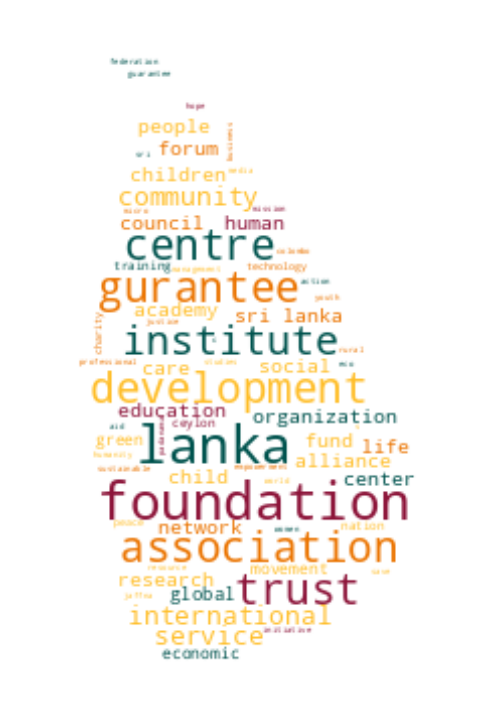 federation
guarantee
hope
people
business
sri
forum
children media
community
micro mission
council human
centre colombo
training management technology
gurantee action
youth
academy
charity justice sri lanka
institute rural
professional care studies social eco
development
education
ceylon organization
aid lanka
green fund life
humanity alliance
sustainable empowerment
child world center
foundation
peace network women nation
association
resource movement save
research
jaffna global trust
international
service initiative
economic